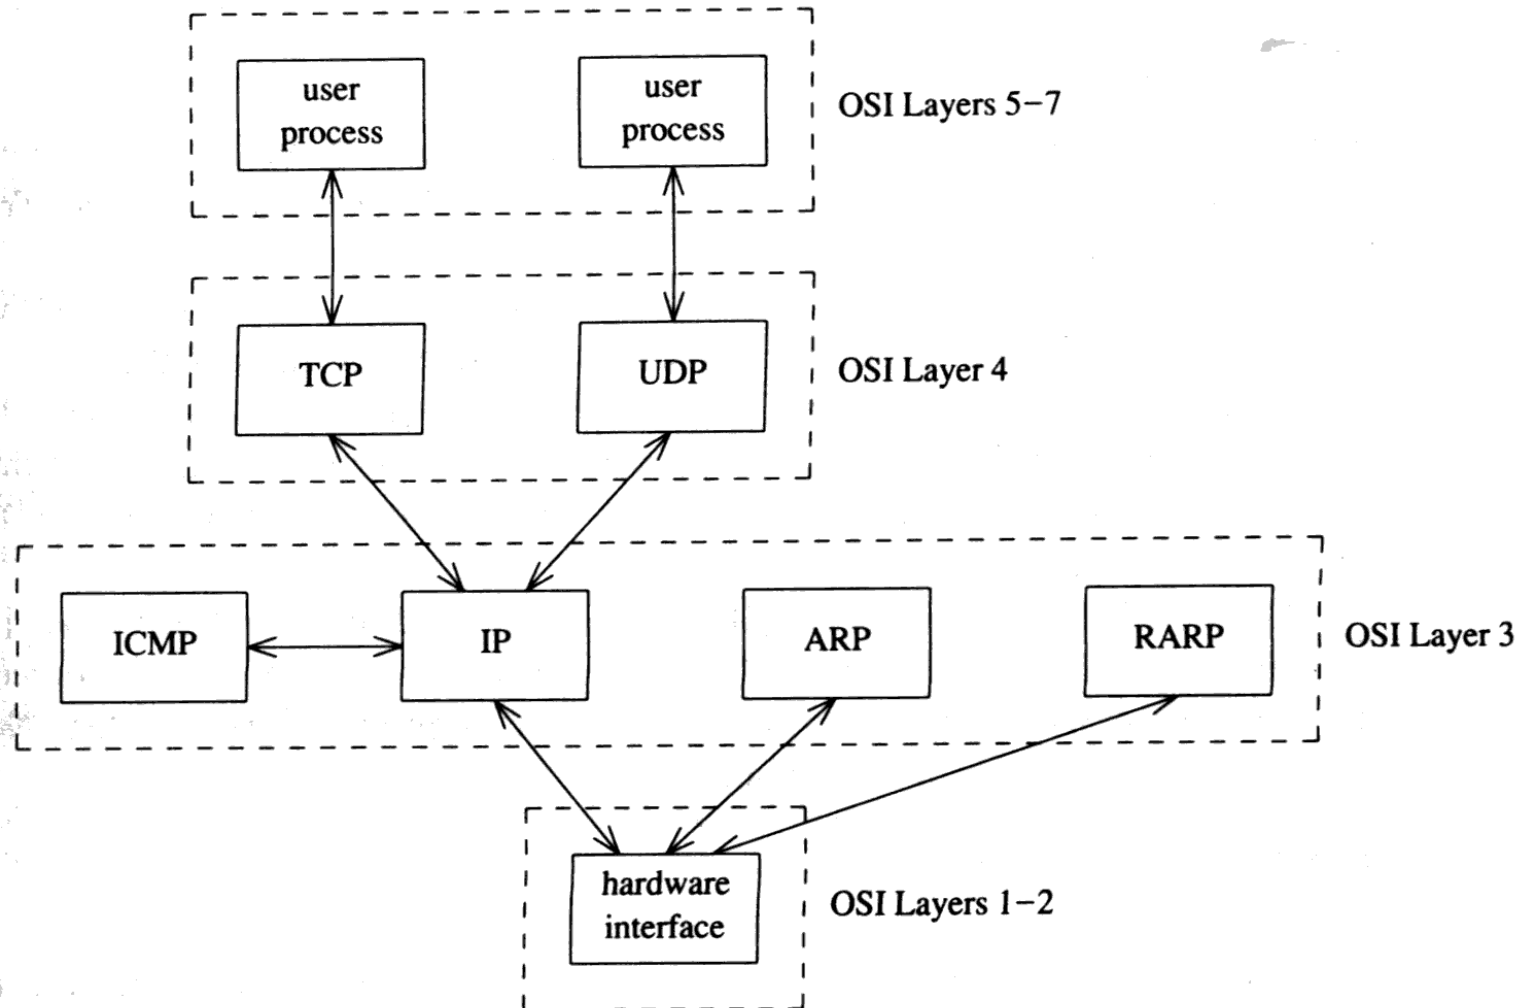 user
process
user
process
OSI Layers 5–7
TCP
UDP
OSI Layer 4
ICMP
IP
ARP
RARP
OSI Layer 3
hardware
interface
OSI Layers 1–2